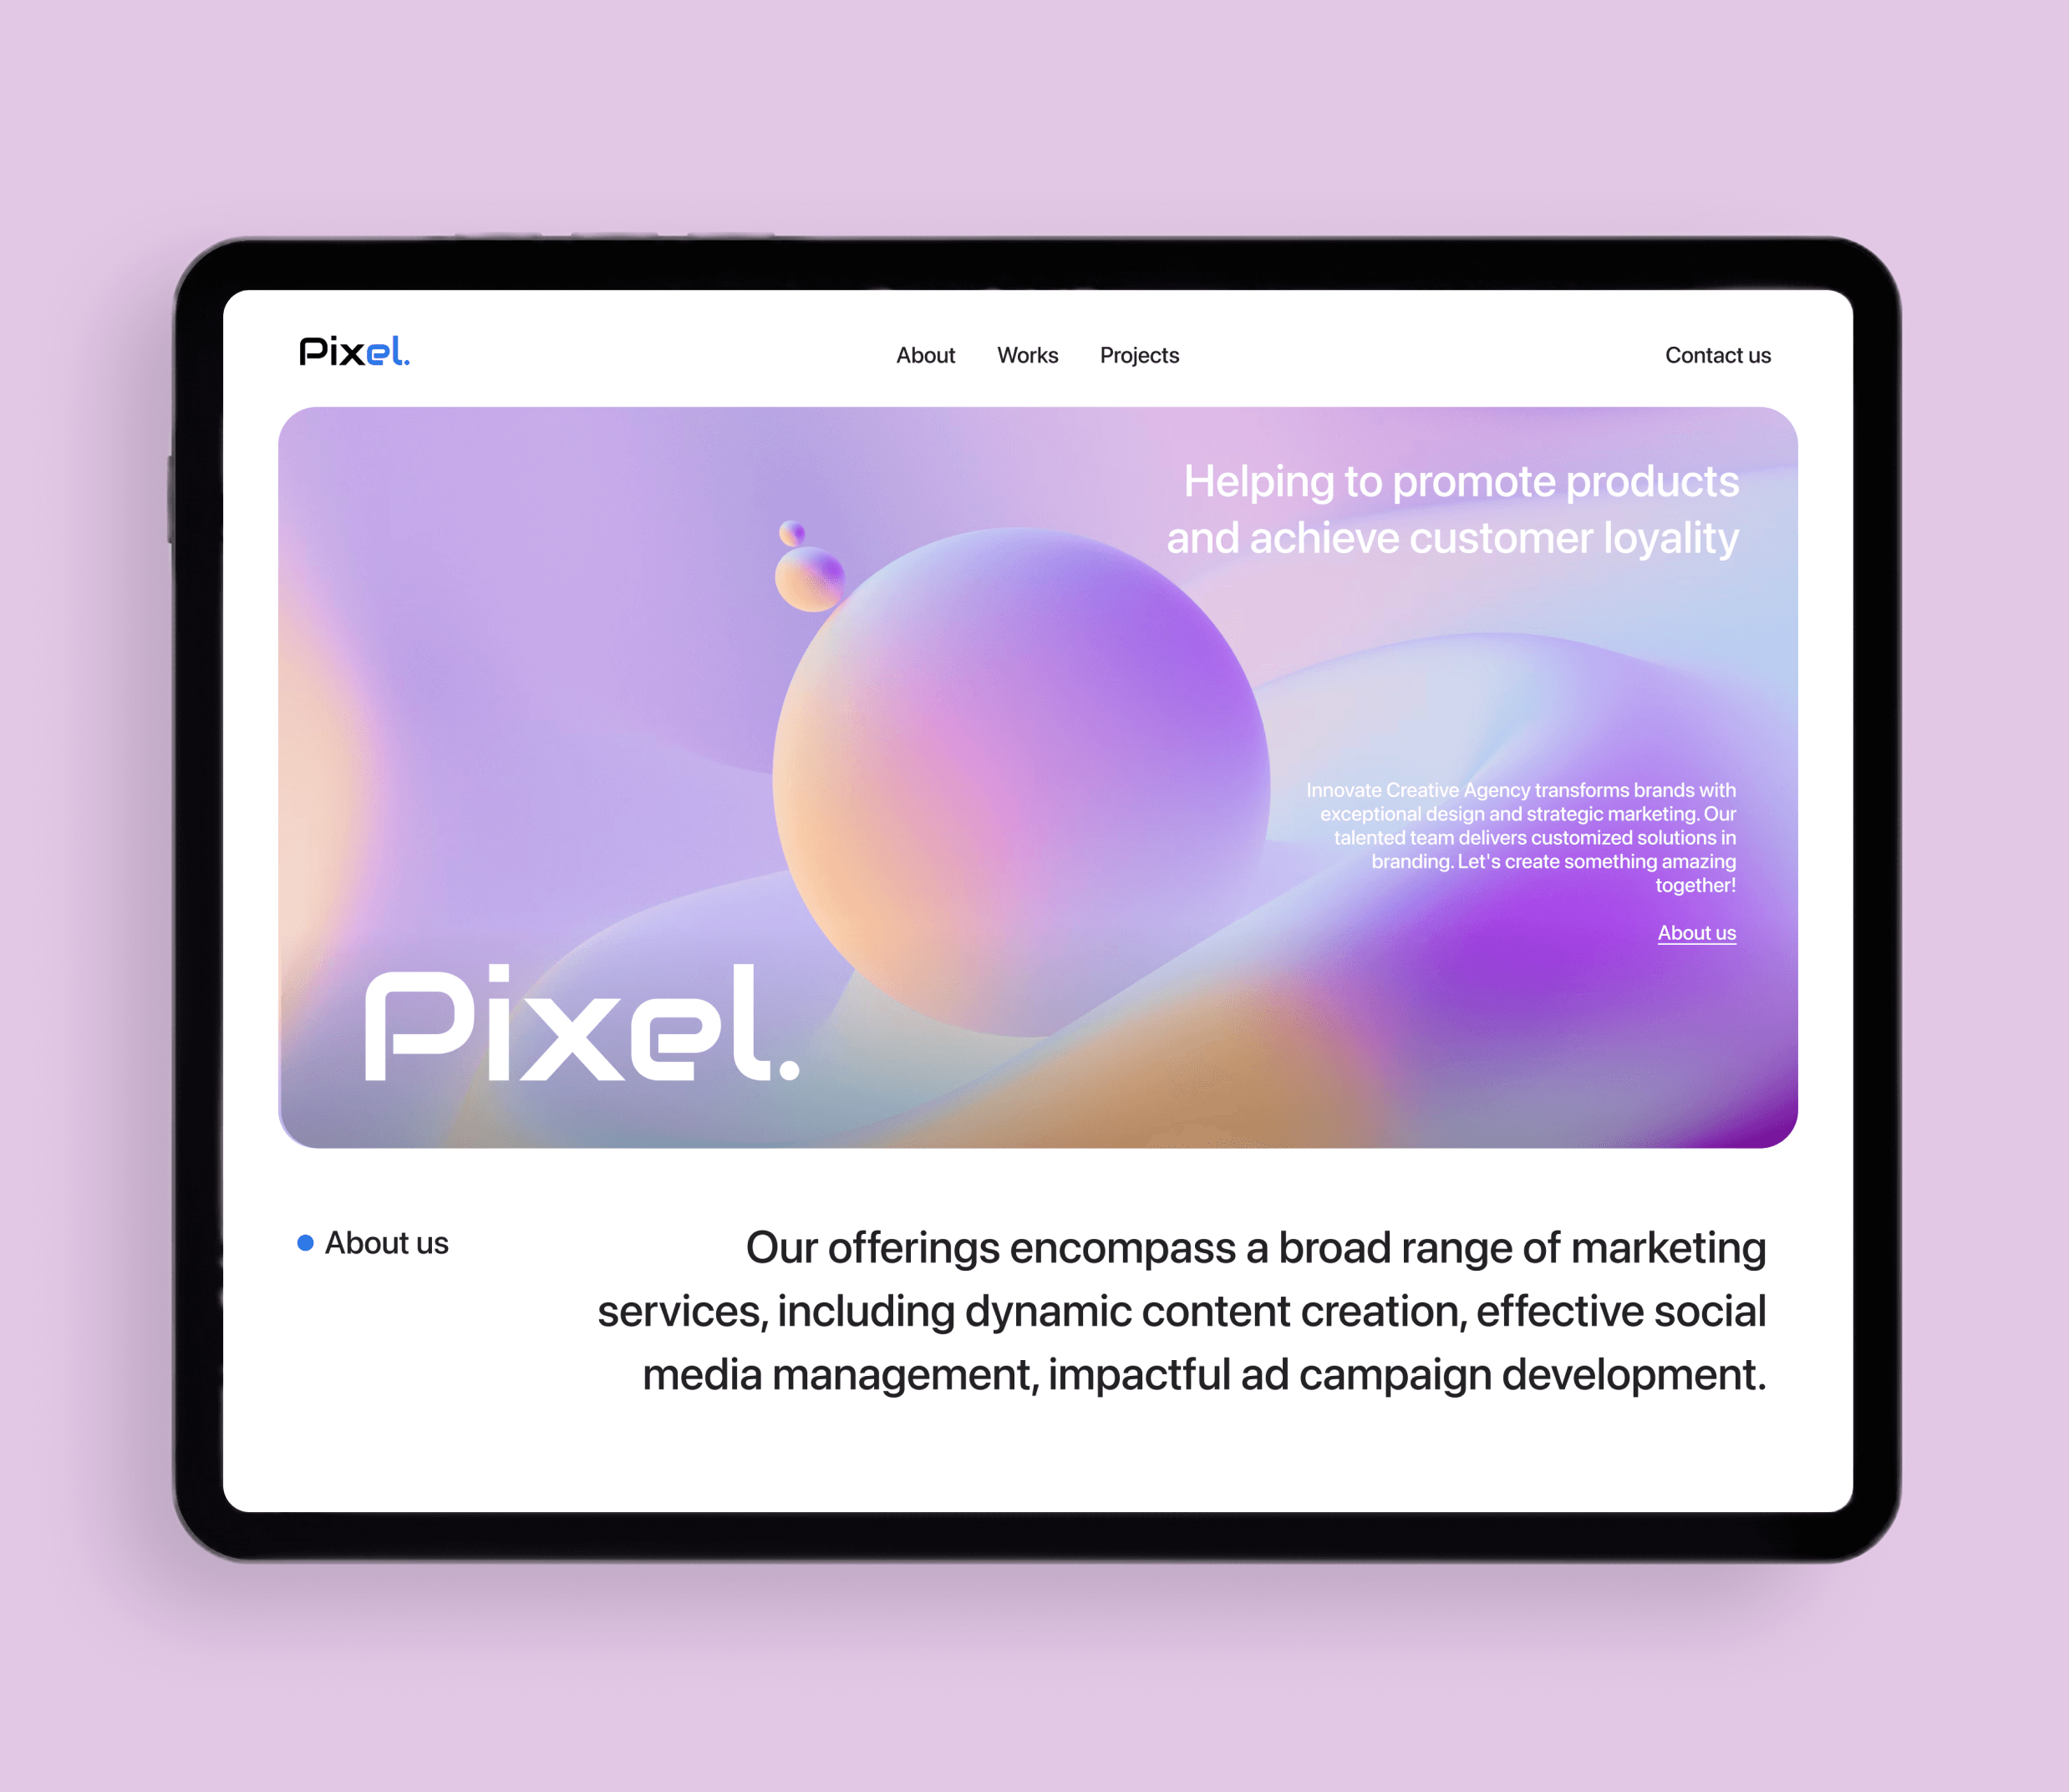 Pixel.
About Works Projects
Contact us
Helping to promote products
and achieve customer loyality
Innovate Creative Agency transforms brands with
exceptional design and strategic marketing. Our
talented team delivers customized solutions in
branding. Let's create something amazing
together!
About us
Pixel.
About us
Our offerings encompass a broad range of marketing
services, including dynamic content creation, effective social
media management, impactful ad campaign development.